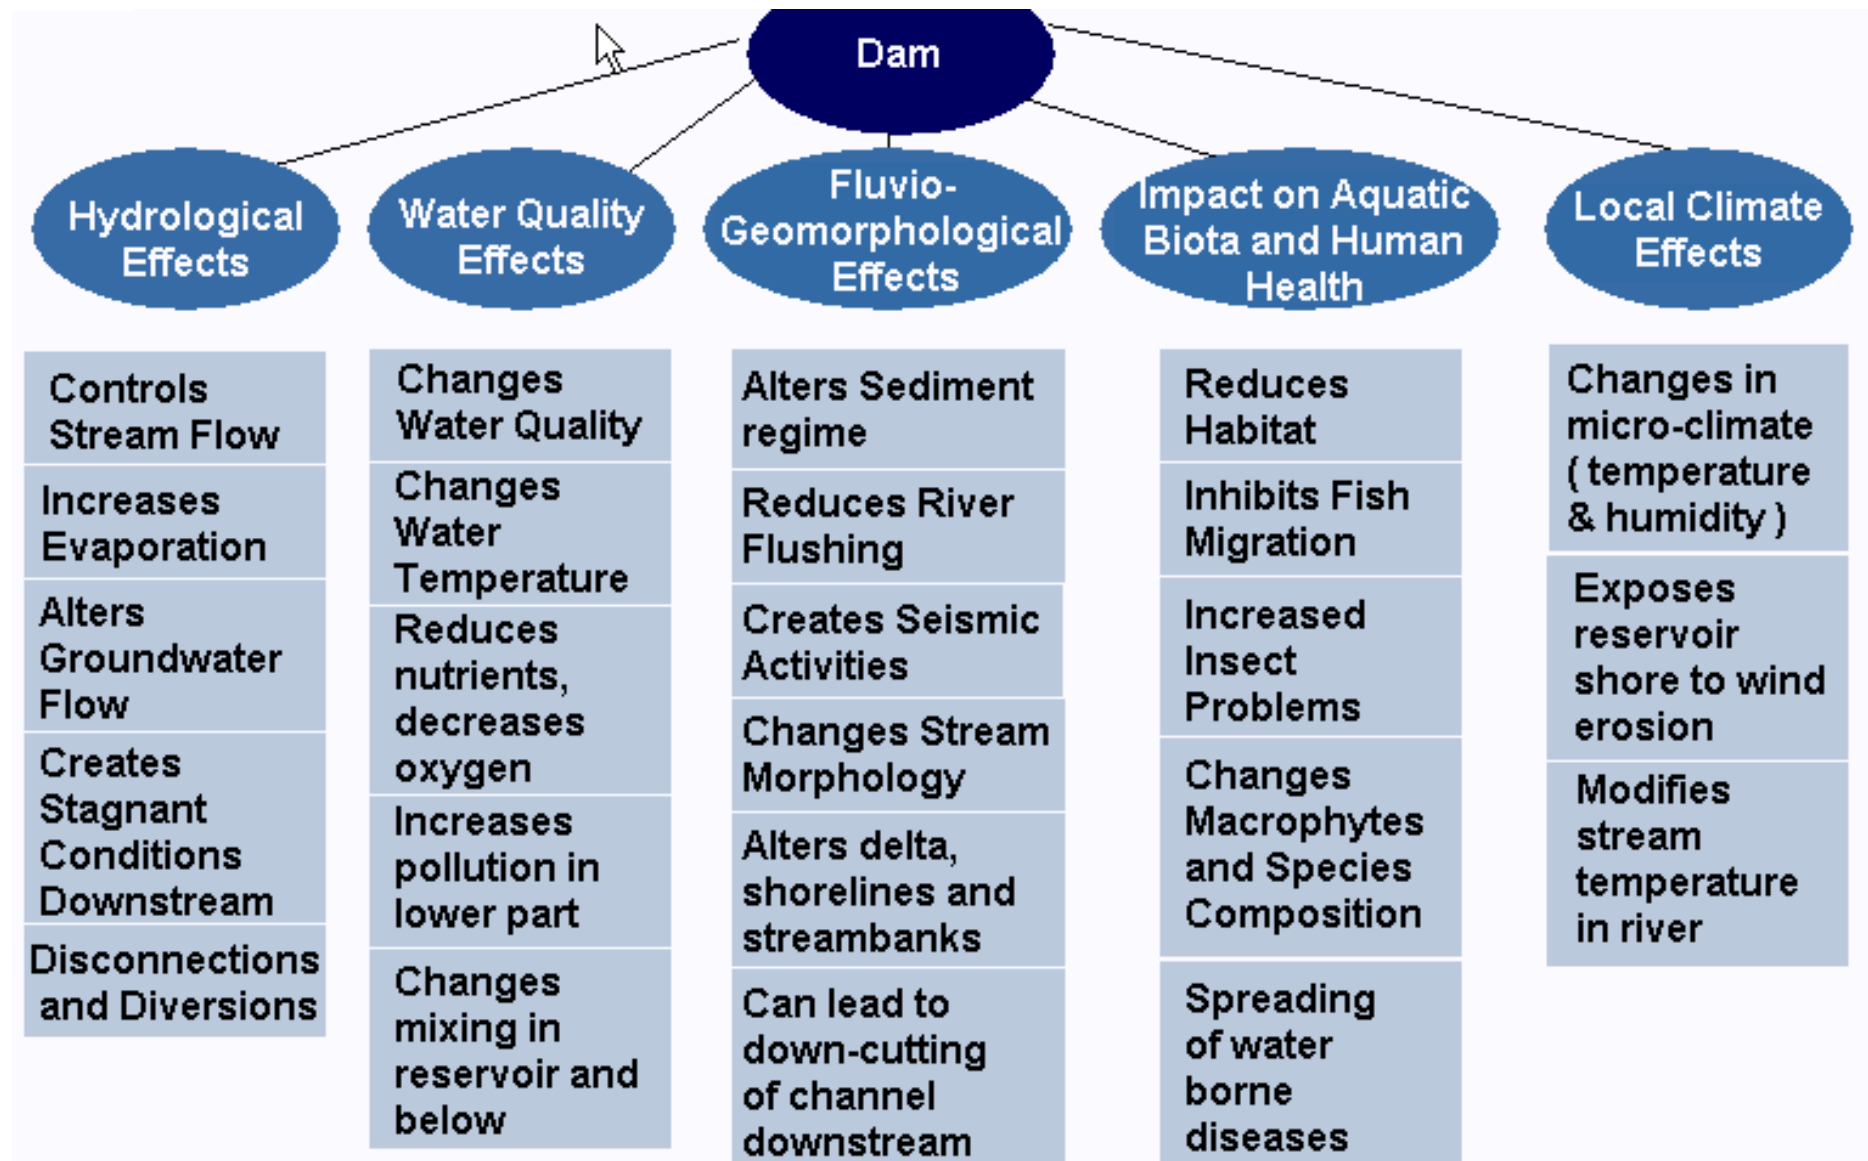 Dam
Hydrological
Effects
Water Quality
Effects
Fluvio-
Geomorphological
Effects
Impact on Aquatic
Biota and Human
Health
Local Climate
Effects
Controls
Stream Flow
Increases
Evaporation
Alters
Groundwater
Flow
Creates
Stagnant
Conditions
Downstream
Disconnections
and Diversions
Changes
Water Quality
Changes
Water
Temperature
Reduces
nutrients,
decreases
oxygen
Increases
pollution in
lower part
Changes
mixing in
reservoir and
below
Alters Sediment
regime
Reduces River
Flushing
Creates Seismic
Activities
Changes Stream
Morphology
Alters delta,
shorelines and
streambanks
Can lead to
down-cutting
of channel
downstream
Reduces
Habitat
Inhibits Fish
Migration
Increased
Insect
Problems
Changes
Macrophytes
and Species
Composition
Spreading
of water
borne
diseases
Changes in
micro-climate
( temperature
& humidity )
Exposes
reservoir
shore to wind
erosion
Modifies
stream
temperature
in river